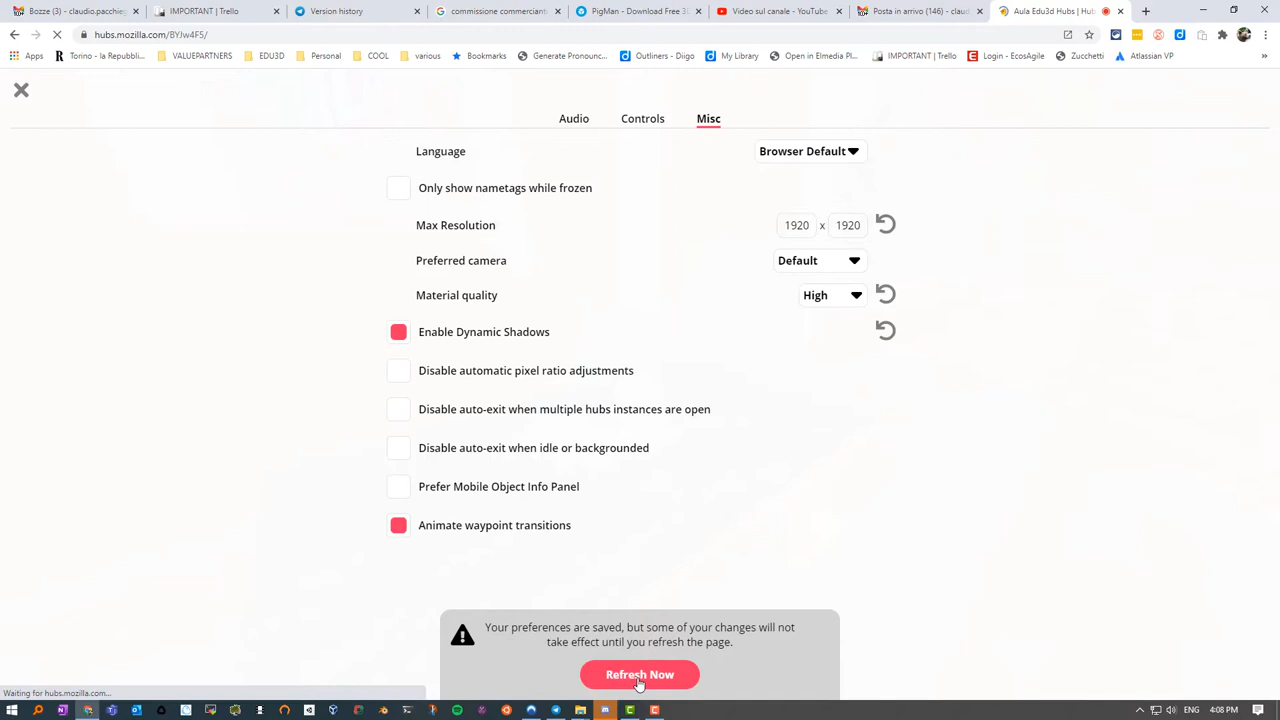 Bozze (3) - claudio.pacchieg
IMPORTANT | Trello
Version history
commissione commerciant
PigMan - Download Free 3D
Video sul canale - YouTube
Posta in arrivo (146) - claud
Aula Edu3d Hubs | Hub
hubs.mozilla.com/BYJw4F5/
Apps
Torino - la Repubbli...
VALUEPARTNERS
EDU3D
Personal
COOL
various
Bookmarks
Generate Pronounc...
Outliners - Diigo
My Library
Open in Elmedia Pl...
IMPORTANT | Trello
Login - EcosAgile
Zucchetti
Atlassian VP
»
Audio
Controls
Misc
Language
Browser Default
Only show nametags while frozen
Max Resolution
1920 x 1920
Preferred camera
Default
Material quality
High
Enable Dynamic Shadows
Disable automatic pixel ratio adjustments
Disable auto-exit when multiple hubs instances are open
Disable auto-exit when idle or backgrounded
Prefer Mobile Object Info Panel
Animate waypoint transitions
Your preferences are saved, but some of your changes will not
take effect until you refresh the page.
Refresh Now
Waiting for hubs.mozilla.com...
ENG
4:08 PM